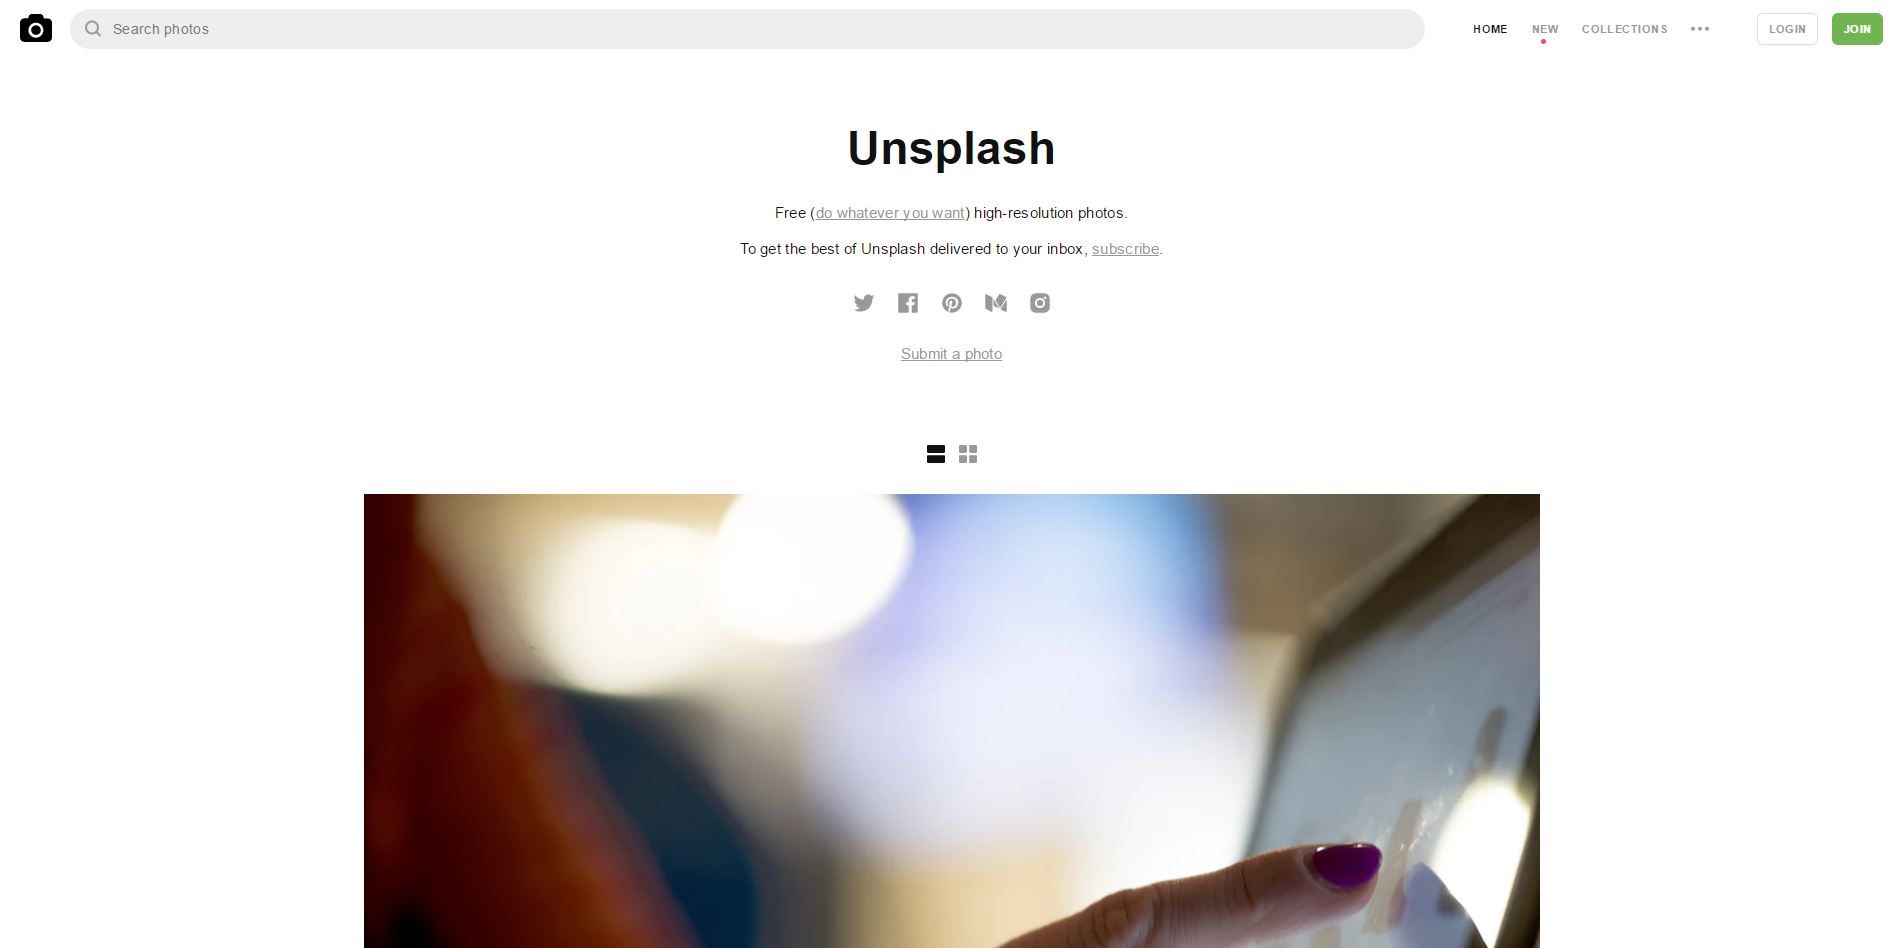 Search photos
HOME NEW COLLECTIONS LOGIN JOIN
Unsplash
Free (do whatever you want) high-resolution photos.
To get the best of Unsplash delivered to your inbox, subscribe.
Submit a photo